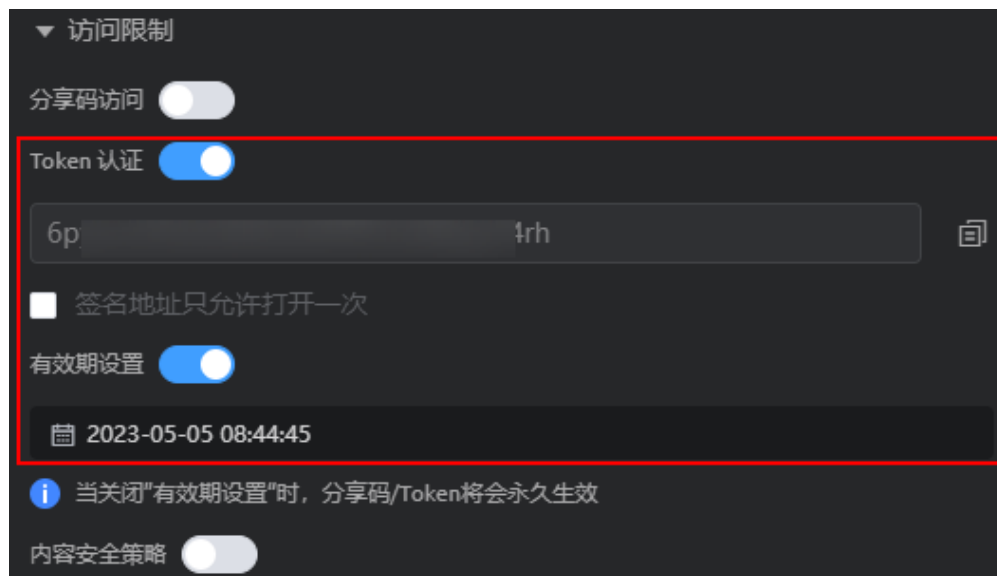 访问限制
分享码访问
Token 认证
6p 4rh
签名地址只允许打开一次
有效期设置
2023-05-05 08:44:45
当关闭"有效期设置"时，分享码/Token将会永久生效
内容安全策略